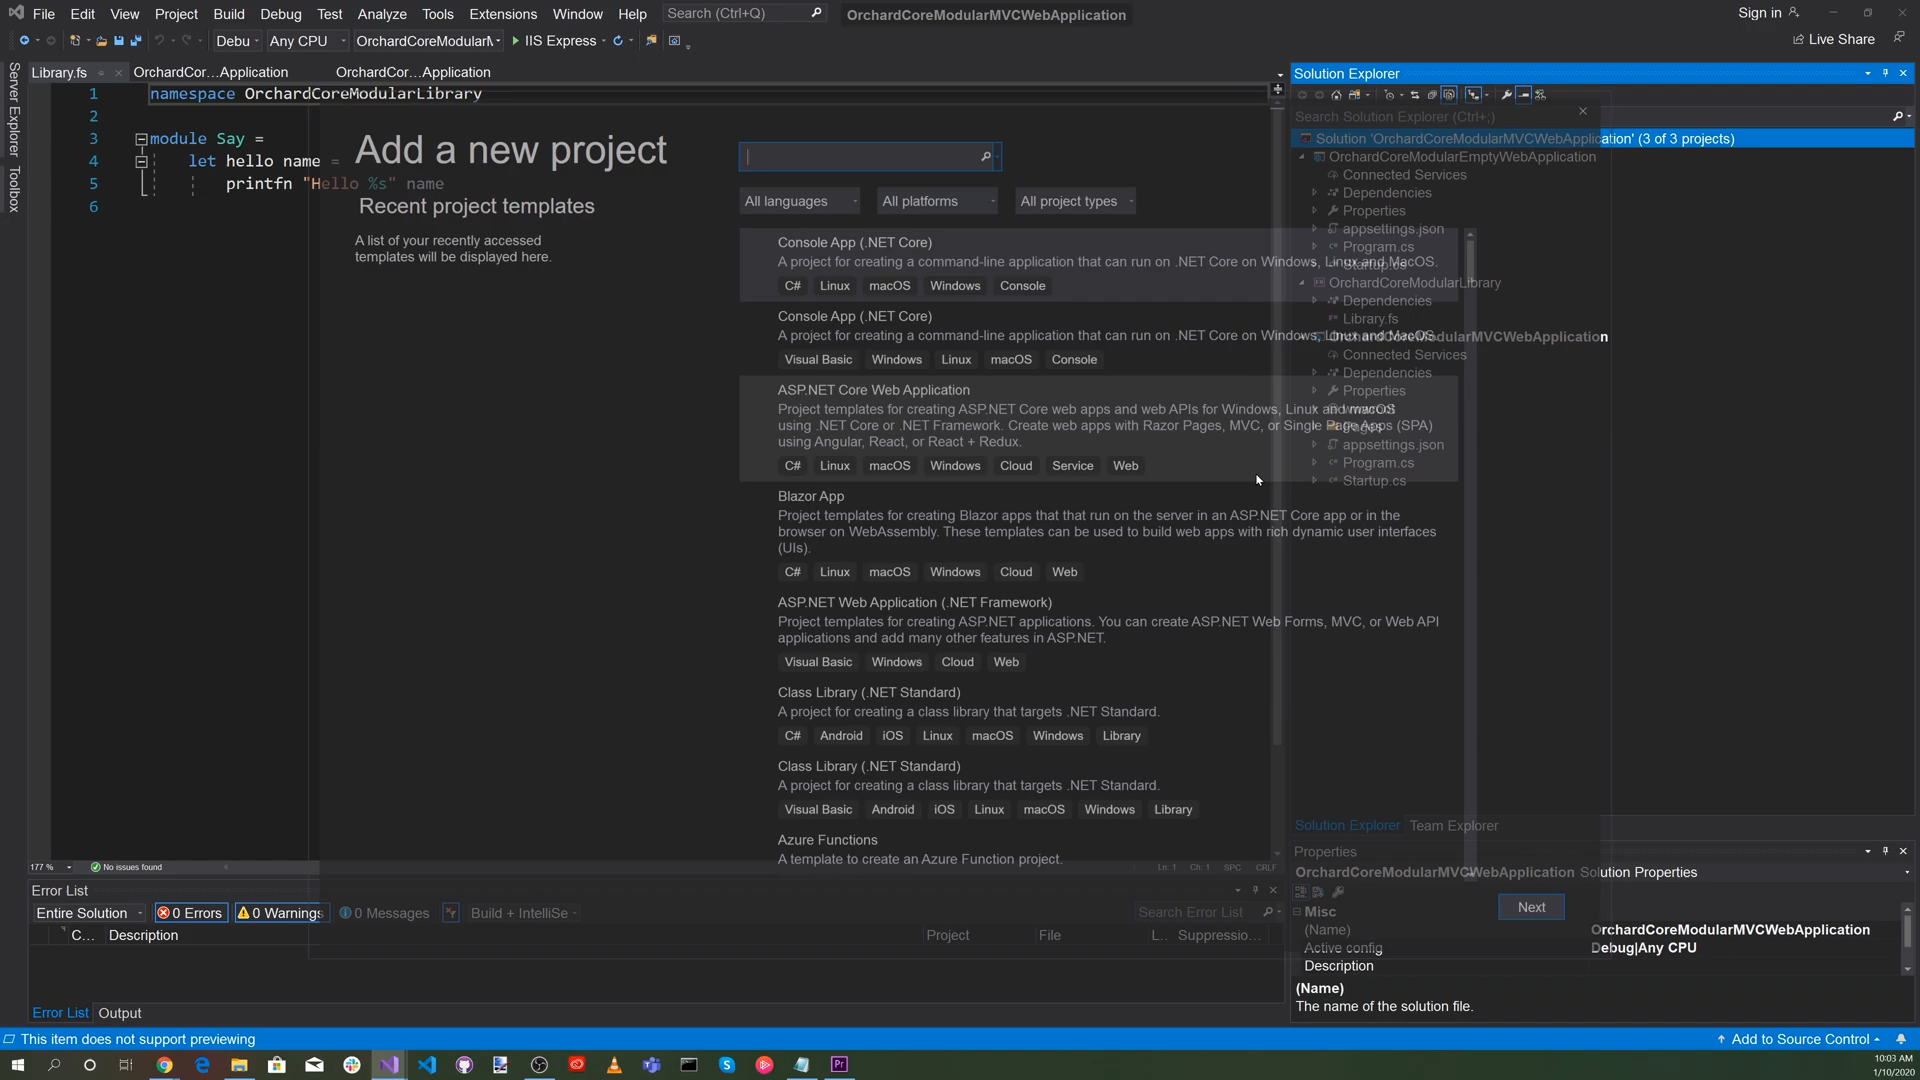 File Edit View Project Build Debug Test Analyze Tools Extensions Window Help Search (Ctrl+Q) OrchardCoreModularMVCWebApplication Sign in
Debu Any CPU OrchardCoreModularM IIS Express Live Share
Server Explorer
Toolbox
Library.fs OrchardCor...Application OrchardCor...Application
1 namespace OrchardCoreModularLibrary
2
3 module Say =
4 let hello name =
5 printfn "Hello %s" name
6
Add a new project
Recent project templates
A list of your recently accessed
templates will be displayed here.
All languages All platforms All project types
Console App (.NET Core)
A project for creating a command-line application that can run on .NET Core on Windows, Linux and MacOS.
C# Linux macOS Windows Console
Console App (.NET Core)
A project for creating a command-line application that can run on .NET Core on Windows, Linux and MacOS.
Visual Basic Windows Linux macOS Console
ASP.NET Core Web Application
Project templates for creating ASP.NET Core web apps and web APIs for Windows, Linux and macOS
using .NET Core or .NET Framework. Create web apps with Razor Pages, MVC, or Single Page Apps (SPA)
using Angular, React, or React + Redux.
C# Linux macOS Windows Cloud Service Web
Blazor App
Project templates for creating Blazor apps that that run on the server in an ASP.NET Core app or in the
browser on WebAssembly. These templates can be used to build web apps with rich dynamic user interfaces
(UIs).
C# Linux macOS Windows Cloud Web
ASP.NET Web Application (.NET Framework)
Project templates for creating ASP.NET applications. You can create ASP.NET Web Forms, MVC, or Web API
applications and add many other features in ASP.NET.
Visual Basic Windows Cloud Web
Class Library (.NET Standard)
A project for creating a class library that targets .NET Standard.
C# Android iOS Linux macOS Windows Library
Class Library (.NET Standard)
A project for creating a class library that targets .NET Standard.
Visual Basic Android iOS Linux macOS Windows Library
Azure Functions
A template to create an Azure Function project.
Next
Solution Explorer
Search Solution Explorer (Ctrl+;)
Solution 'OrchardCoreModularMVCWebApplication' (3 of 3 projects)
OrchardCoreModularEmptyWebApplication
Connected Services
Dependencies
Properties
appsettings.json
Program.cs
Startup.cs
OrchardCoreModularLibrary
Dependencies
Library.fs
OrchardCoreModularMVCWebApplication
Connected Services
Dependencies
Properties
wwwroot
Pages
appsettings.json
Program.cs
Startup.cs
Solution Explorer Team Explorer
Properties
OrchardCoreModularMVCWebApplication Solution Properties
Misc
(Name) OrchardCoreModularMVCWebApplication
Active config Debug|Any CPU
Description
(Name)
The name of the solution file.
177 % No issues found Ln: 1 Ch: 1 SPC CRLF
Error List
Entire Solution 0 Errors 0 Warnings 0 Messages Build + IntelliSe Search Error List
C... Description Project File L... Suppressio...
Error List Output
This item does not support previewing Add to Source Control
10:03 AM
1/10/2020